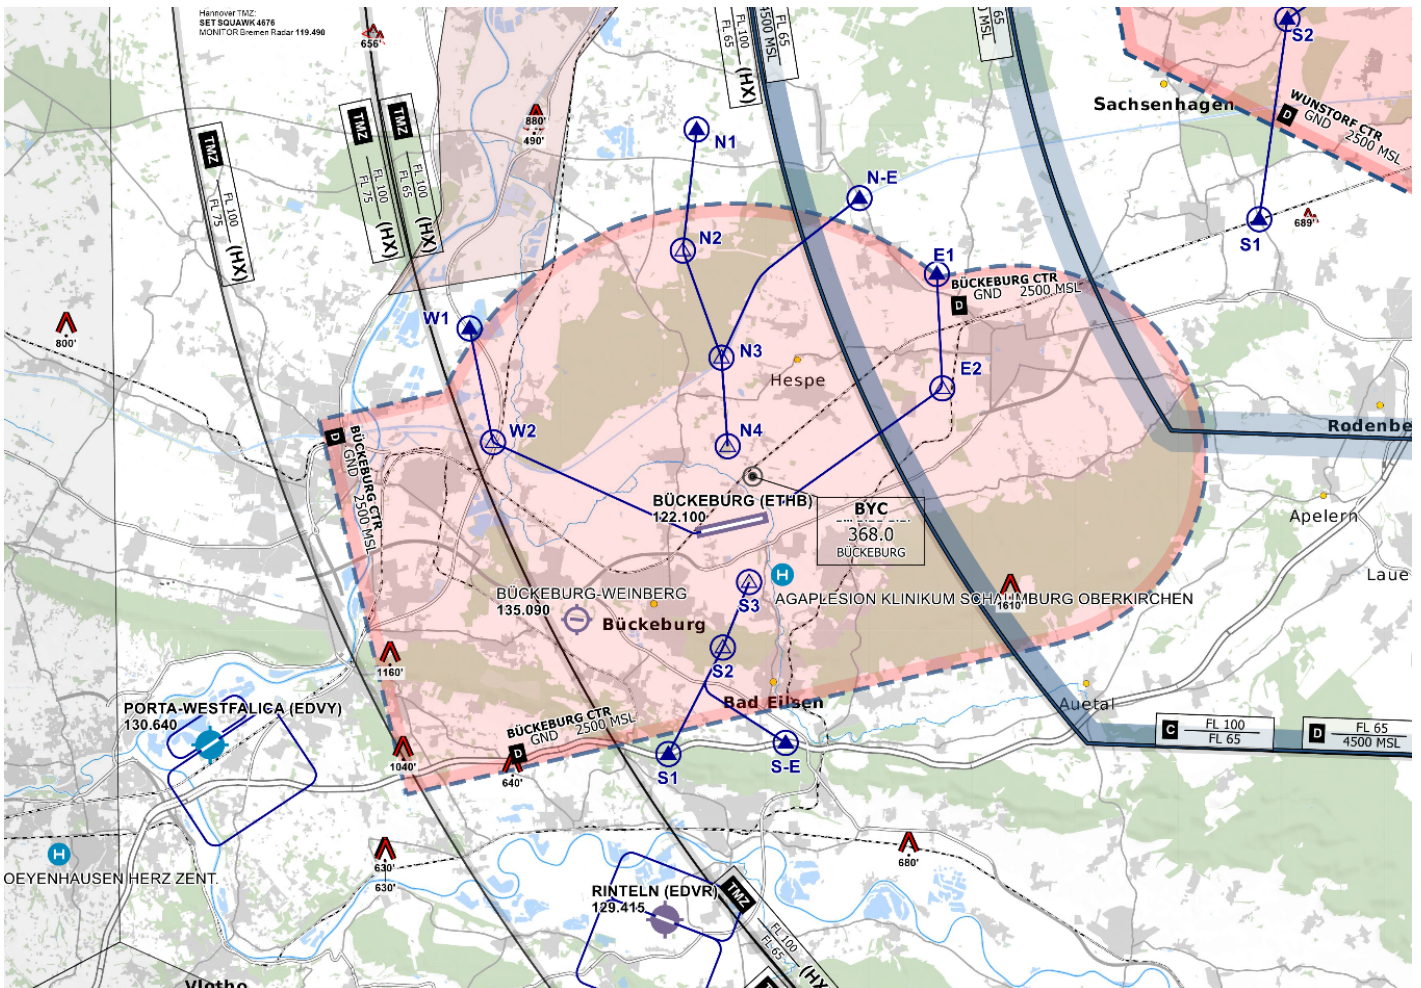 Hannover TMZ:
SET SQUAWK 4676
MONITOR Bremen Radar 119.490
656'
TMZ
FL 100
FL 75
(HX)
TMZ
FL 100
FL 75
TMZ
FL 100
FL 65
(HX)
880'
490'
FL 100
FL 65
(HX)
FL 65
4500 MSL
65
MSL
S2
Sachsenhagen
D
WUNSTORF CTR
GND 2500 MSL
S1
689'
N1
N-E
N2
E1
BÜCKEBURG CTR
GND 2500 MSL
D
800'
W1
N3
Hespe
E2
W2
N4
D
BÜCKEBURG CTR
GND 2500 MSL
Rodenbe
BÜCKEBURG (ETHB)
122.100
BYC
368.0
BÜCKEBURG
Apelern
Laue
BÜCKEBURG-WEINBERG
135.090
Bückeburg
S3
H
AGAPLESION KLINIKUM SCHAUMBURG OBERKIRCHEN
1610'
S2
1160'
Bad Eilsen
Auetal
PORTA-WESTFALICA (EDVY)
130.640
BÜCKEBURG CTR
GND 2500 MSL
D
1040'
640'
S1
S-E
C
FL 100
FL 65
D
FL 65
4500 MSL
H
OEYENHAUSEN HERZ ZENT.
630'
630'
680'
RINTELN (EDVR)
129.415
TMZ
FL 100
FL 65
(HX)
Vlotho